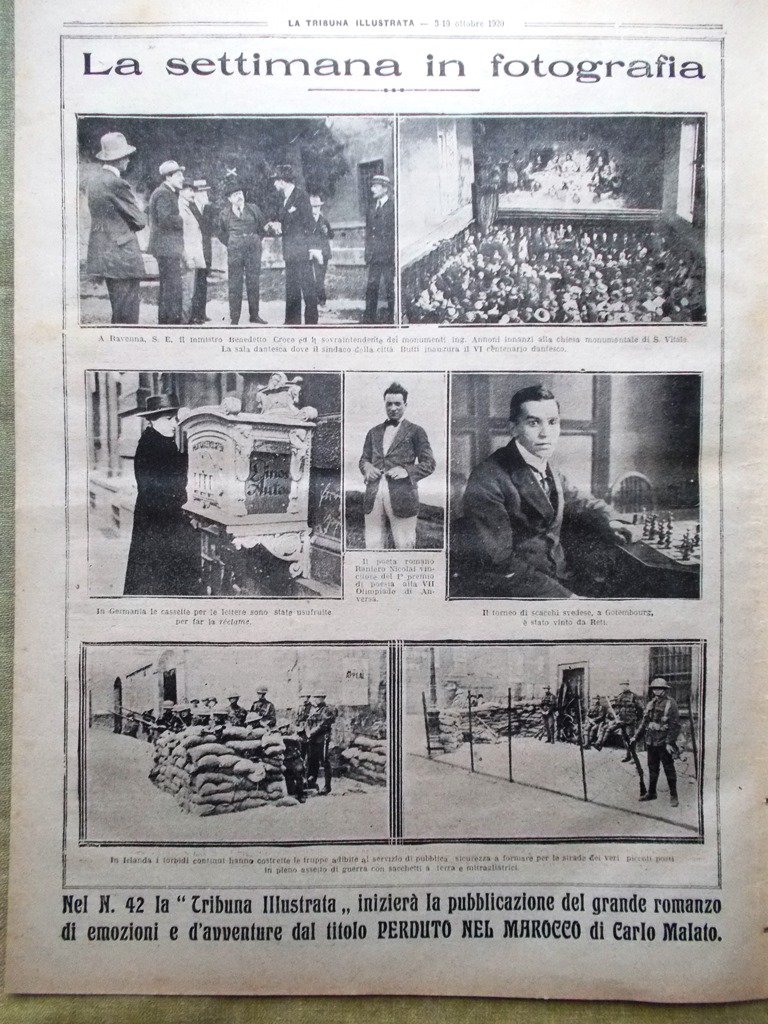 LA TRIBUNA ILLUSTRATA — 3 10 ottobre 1920
La settimana in fotografia
A Ravenna, S. E. il ministro Benedetto Croce ed il sovraintendente dei monumenti ing. Annoni innanzi alla chiesa monumentale di S. Vitale.
La sala dantesca dove il sindaco della città Buzzi inaugura il VI centenario dantesco.
In Germania le cassette per le lettere sono state usufruite
per far la réclame.
Il poeta romano
Raniero Nicolai vin-
citore del 1º premio
di poesia alla VII
Olimpiade di An-
versa.
Il torneo di scacchi svedese, a Gotembourg,
è stato vinto da Reti.
In Irlanda i torbidi continui hanno costrette le truppe adibite al servizio di pubblica sicurezza a formare per le strade dei veri piccoli posti
in pieno assetto di guerra con sacchetti a terra e mitragliatrici.
Nel N. 42 la "Tribuna Illustrata„ inizierà la pubblicazione del grande romanzo
di emozioni e d'avventure dal titolo PERDUTO NEL MAROCCO di Carlo Malato.